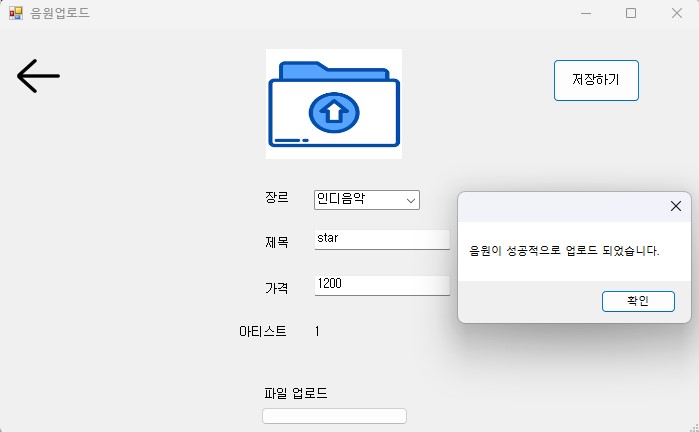 음원업로드
저장하기
장르
인디음악
제목
star
가격
1200
아티스트
1
파일 업로드
음원이 성공적으로 업로드 되었습니다.
확인